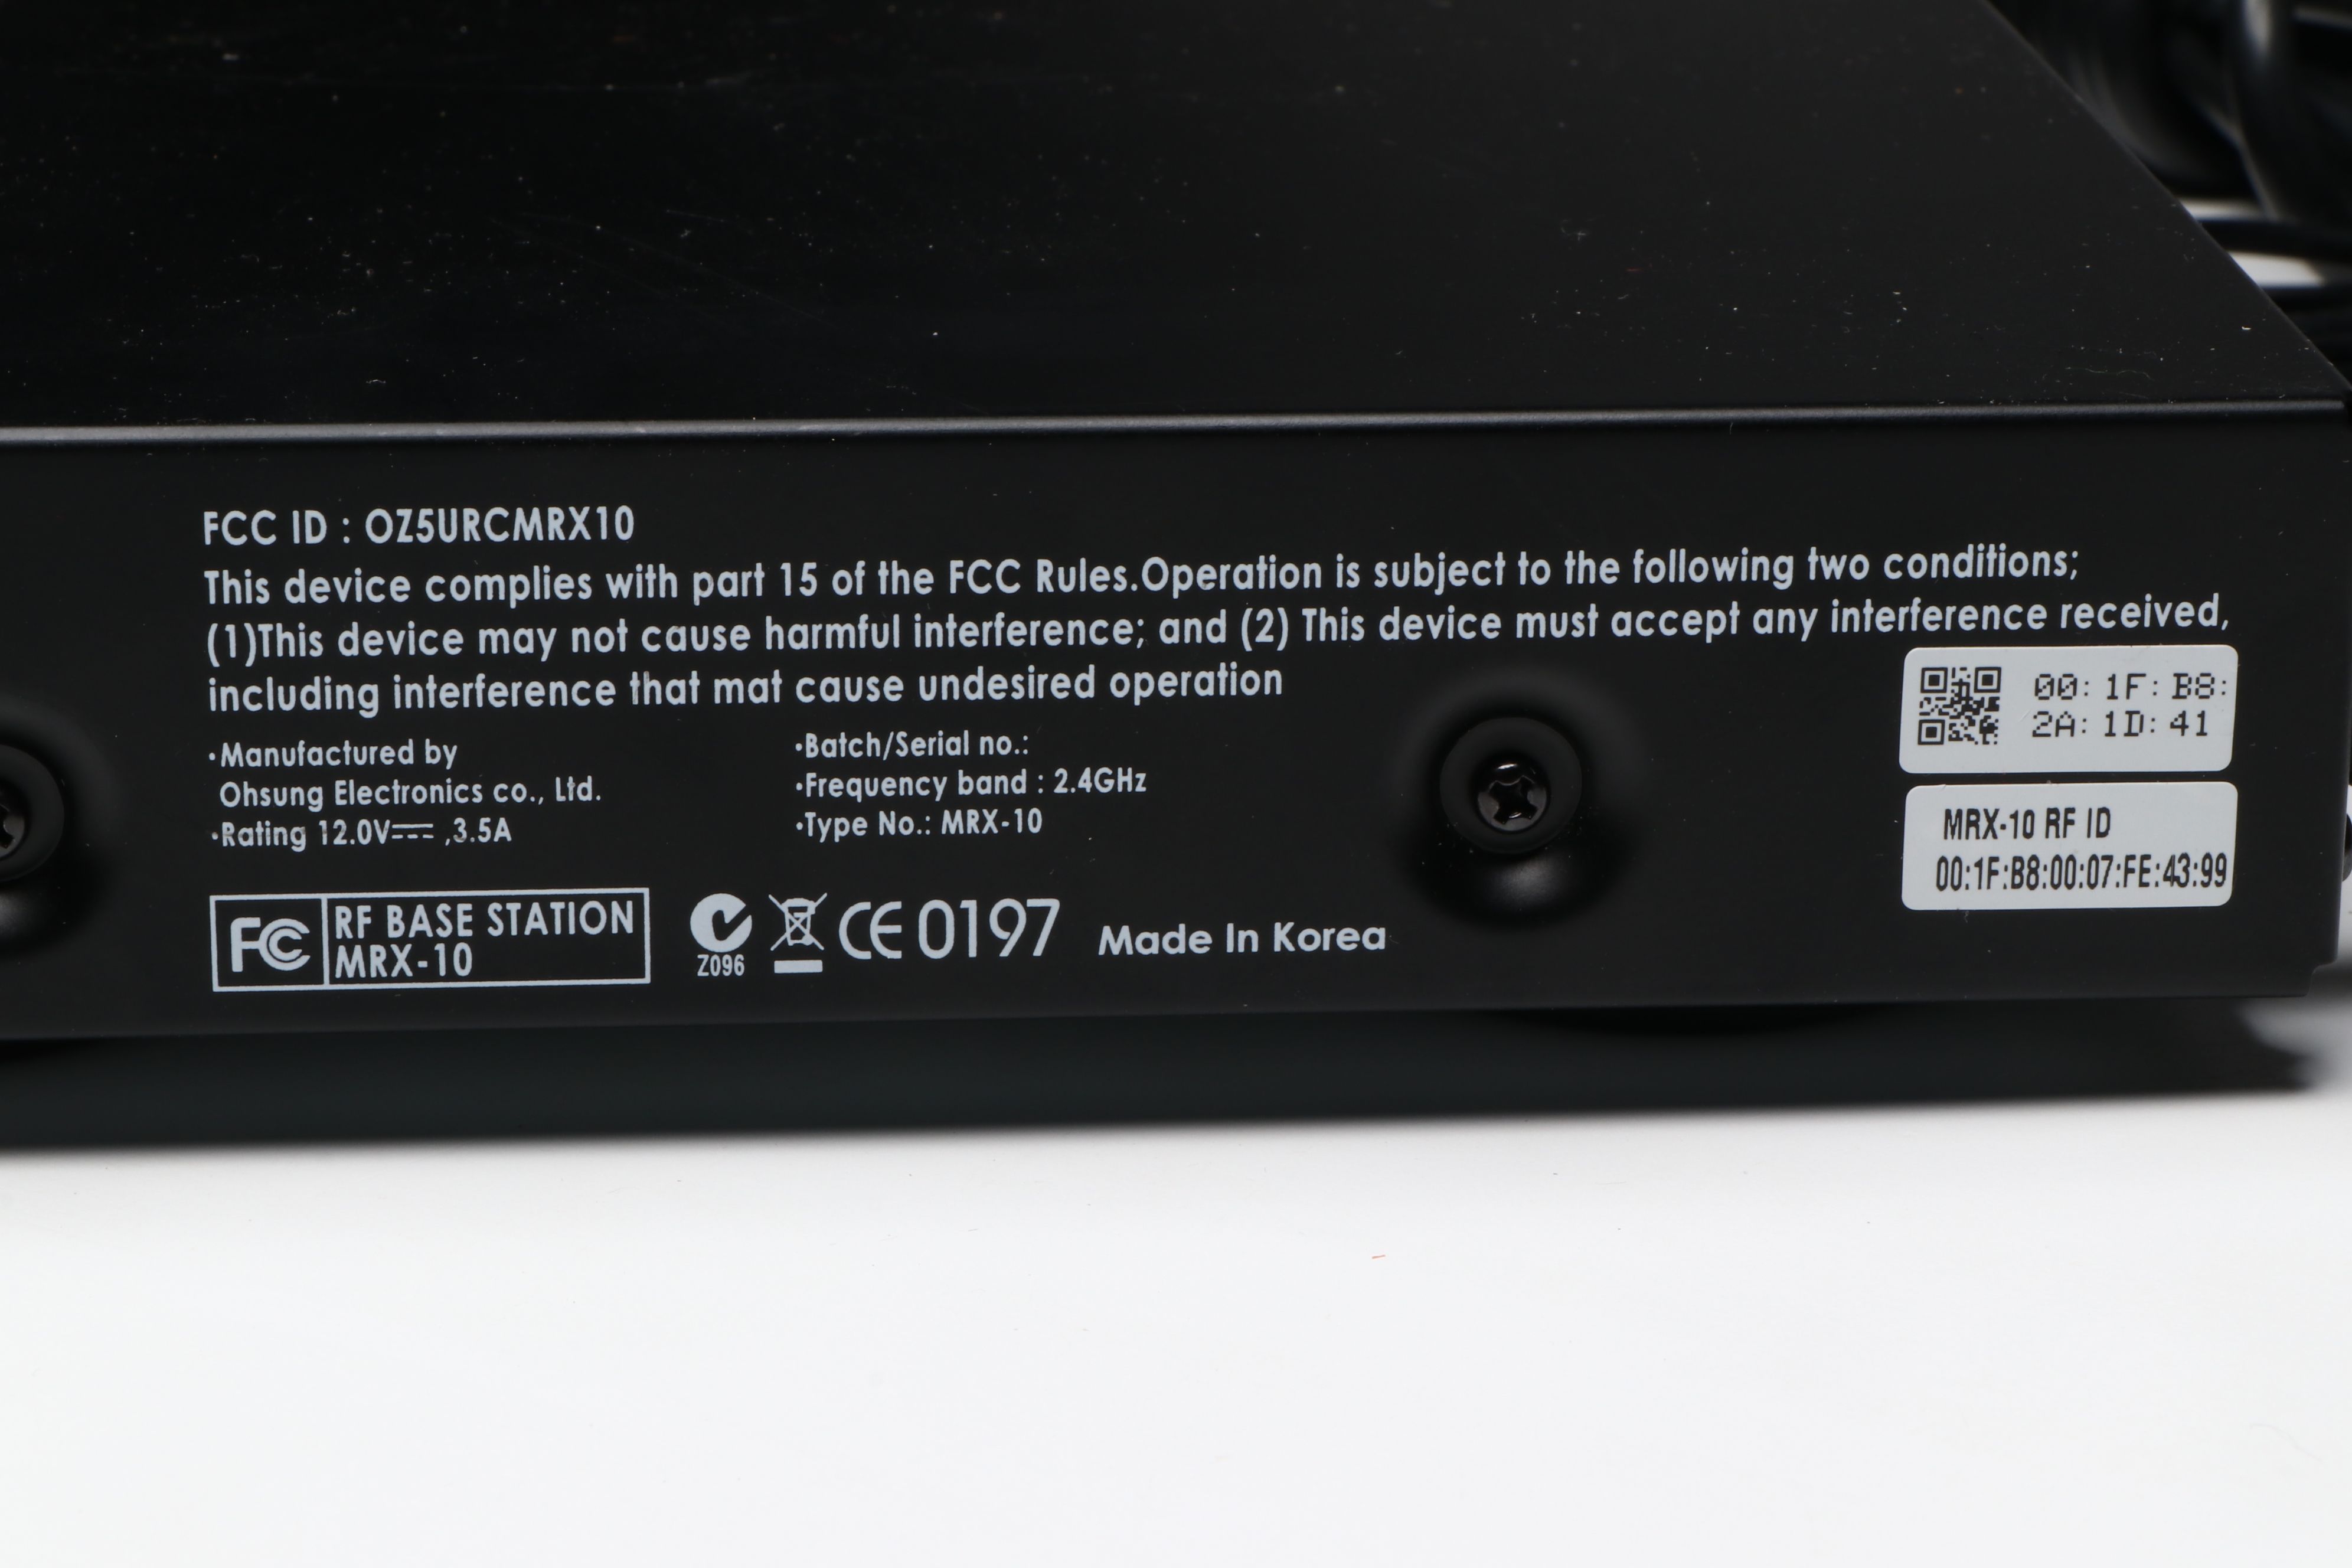 FCC ID : OZ5URCMRX10
This device complies with part 15 of the FCC Rules.Operation is subject to the following two conditions;
(1)This device may not cause harmful interference; and (2) This device must accept any interference received,
including interference that mat cause undesired operation
·Manufactured by
Ohsung Electronics co., Ltd.
·Rating 12.0V⎓ ,3.5A
·Batch/Serial no.:
·Frequency band : 2.4GHz
·Type No.: MRX-10
00:1F:B8:
2A:1D:41
MRX-10 RF ID
00:1F:B8:00:07:FE:43:99
FC RF BASE STATION
MRX-10
Z096
CE 0197
Made In Korea